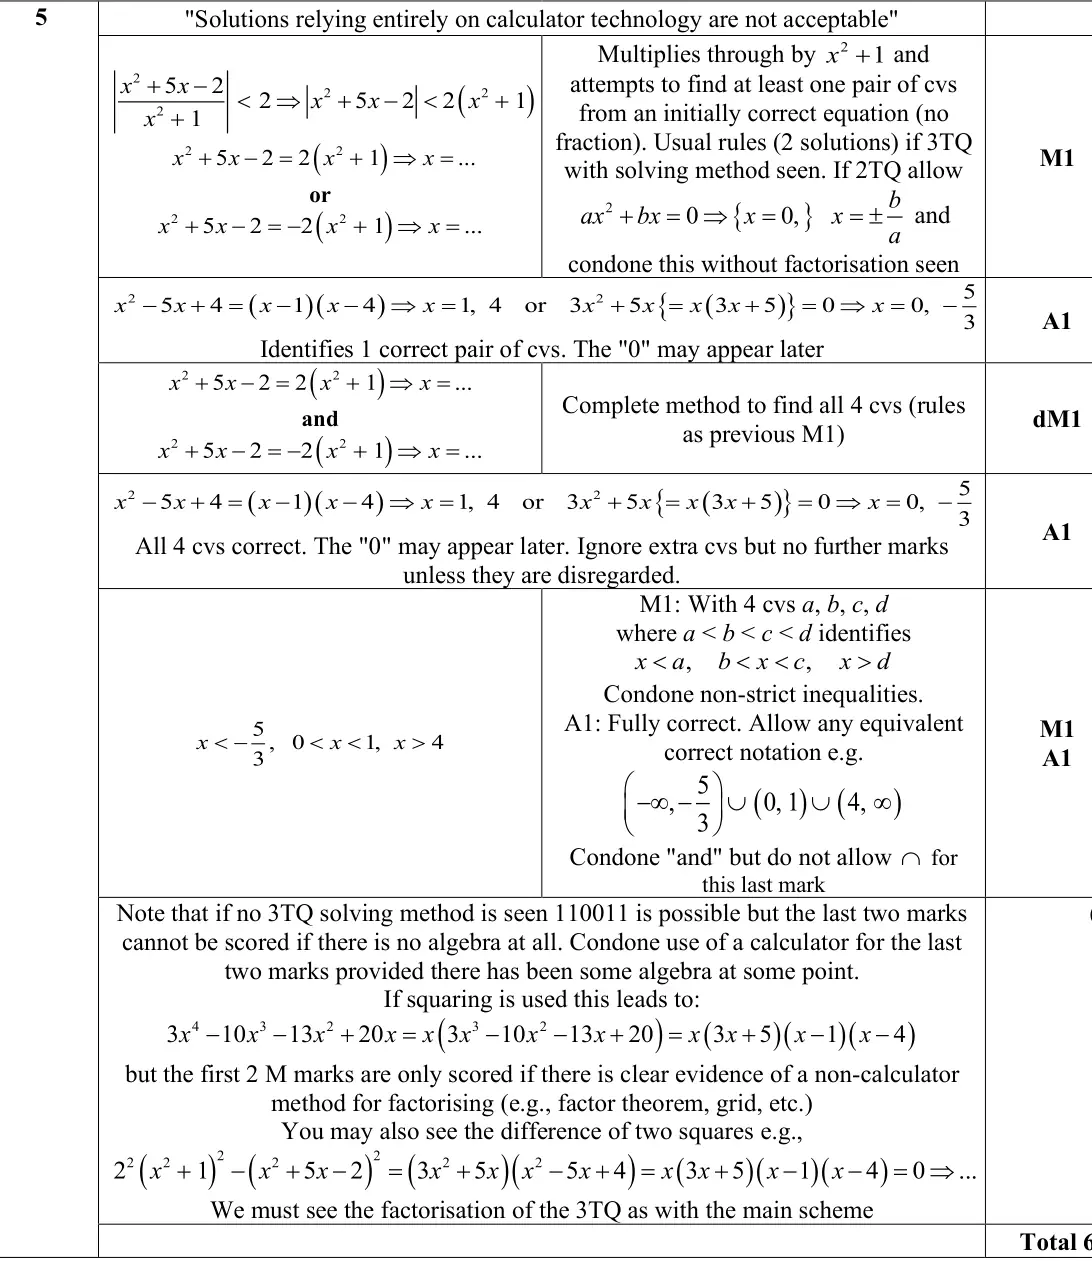 5
"Solutions relying entirely on calculator technology are not acceptable"
|(x² + 5x − 2)/(x² + 1)| < 2 ⇒ |x² + 5x − 2| < 2(x² + 1)
x² + 5x − 2 = 2(x² + 1) ⇒ x = ...
or
x² + 5x − 2 = −2(x² + 1) ⇒ x = ...
Multiplies through by x² + 1 and
attempts to find at least one pair of cvs
from an initially correct equation (no
fraction). Usual rules (2 solutions) if 3TQ
with solving method seen. If 2TQ allow
ax² + bx = 0 ⇒ {x = 0, } x = ± b/a and
condone this without factorisation seen
M1
x² − 5x + 4 = (x − 1)(x − 4) ⇒ x = 1, 4 or 3x² + 5x{= x(3x + 5)} = 0 ⇒ x = 0, −5/3
Identifies 1 correct pair of cvs. The "0" may appear later
A1
x² + 5x − 2 = 2(x² + 1) ⇒ x = ...
and
x² + 5x − 2 = −2(x² + 1) ⇒ x = ...
Complete method to find all 4 cvs (rules
as previous M1)
dM1
x² − 5x + 4 = (x − 1)(x − 4) ⇒ x = 1, 4 or 3x² + 5x{= x(3x + 5)} = 0 ⇒ x = 0, −5/3
All 4 cvs correct. The "0" may appear later. Ignore extra cvs but no further marks
unless they are disregarded.
A1
x < −5/3, 0 < x < 1, x > 4
M1: With 4 cvs a, b, c, d
where a < b < c < d identifies
x < a, b < x < c, x > d
Condone non-strict inequalities.
A1: Fully correct. Allow any equivalent
correct notation e.g.
(−∞, −5/3) ∪ (0, 1) ∪ (4, ∞)
Condone "and" but do not allow ∩ for
this last mark
M1
A1
Note that if no 3TQ solving method is seen 110011 is possible but the last two marks
cannot be scored if there is no algebra at all. Condone use of a calculator for the last
two marks provided there has been some algebra at some point.
If squaring is used this leads to:
3x⁴ − 10x³ − 13x² + 20x = x(3x³ − 10x² − 13x + 20) = x(3x + 5)(x − 1)(x − 4)
but the first 2 M marks are only scored if there is clear evidence of a non-calculator
method for factorising (e.g., factor theorem, grid, etc.)
You may also see the difference of two squares e.g.,
2²(x² + 1)² − (x² + 5x − 2)² = (3x² + 5x)(x² − 5x + 4) = x(3x + 5)(x − 1)(x − 4) = 0 ⇒ ...
We must see the factorisation of the 3TQ as with the main scheme
Total 6